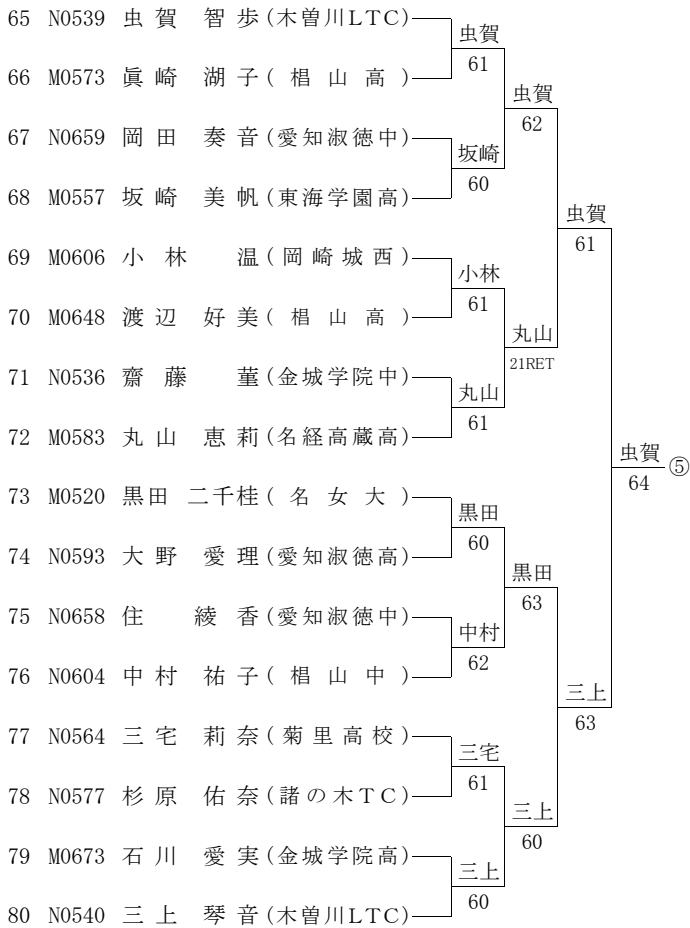 65 N0539 虫賀 智歩(木曽川LTC)
虫賀
61
66 M0573 眞崎 湖子(椙山高)
虫賀
62
67 N0659 岡田 奏音(愛知淑徳中)
坂崎
60
68 M0557 坂崎 美帆(東海学園高)
虫賀
61
69 M0606 小林 温(岡崎城西)
小林
61
70 M0648 渡辺 好美(椙山高)
丸山
21RET
71 N0536 齋藤 菫(金城学院中)
丸山
61
72 M0583 丸山 恵莉(名経高蔵高)
虫賀
64
⑤
73 M0520 黒田 二千桂(名女大)
黒田
60
74 N0593 大野 愛理(愛知淑徳高)
黒田
63
75 N0658 住 綾香(愛知淑徳中)
中村
62
76 N0604 中村 祐子(椙山中)
三上
63
77 N0564 三宅 莉奈(菊里高校)
三宅
61
78 N0577 杉原 佑奈(諸の木TC)
三上
60
79 M0673 石川 愛実(金城学院高)
三上
60
80 N0540 三上 琴音(木曽川LTC)